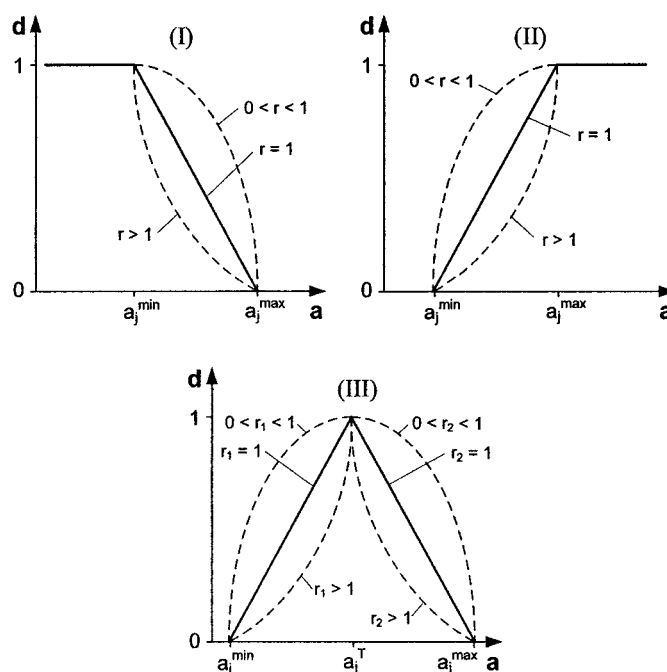 d
(I)
1
0 < r < 1
r = 1
r > 1
0
a_j^min
a_j^max
a
d
(II)
1
0 < r < 1
r = 1
r > 1
0
a_j^min
a_j^max
a
d
(III)
1
0 < r₁ < 1
0 < r₂ < 1
r₁ = 1
r₂ = 1
r₁ > 1
r₂ > 1
0
a_j^min
a_j^T
a_j^max
a